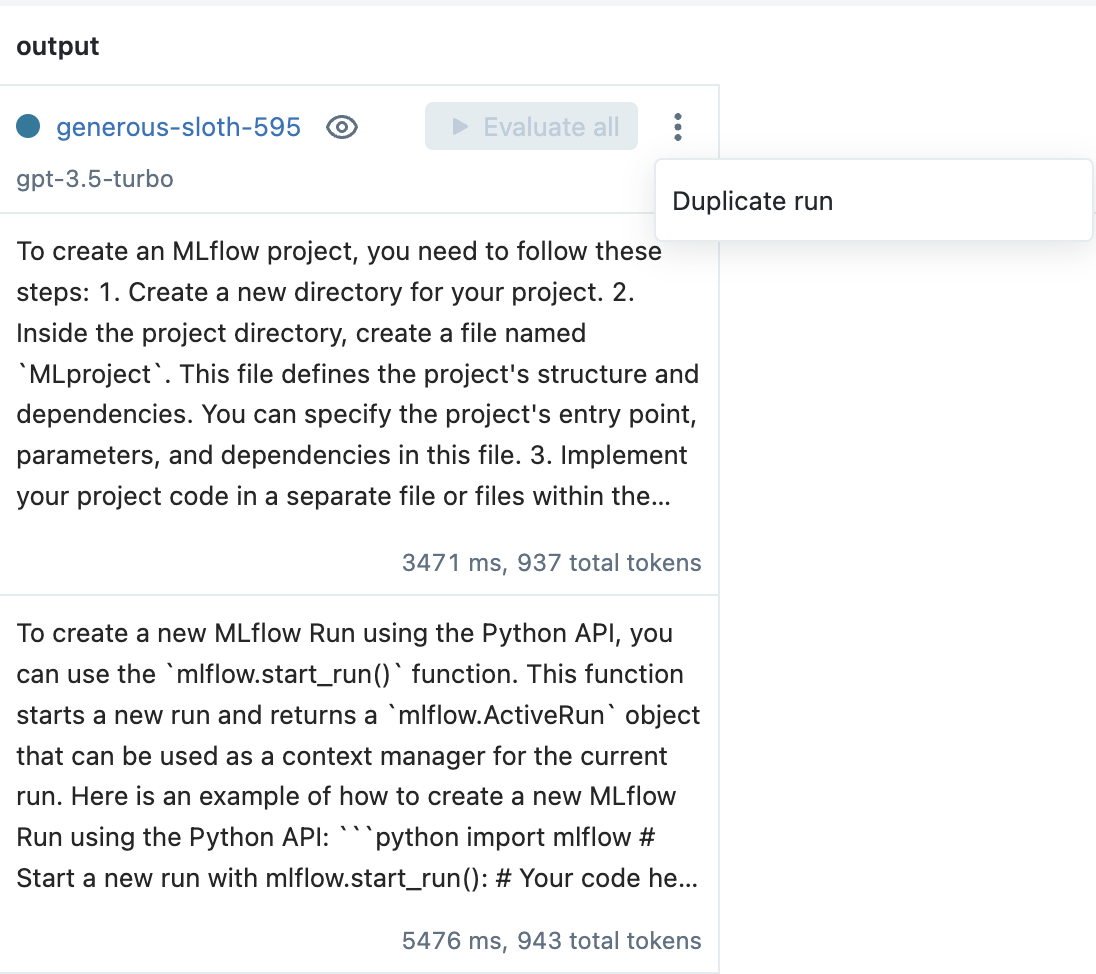 output
generous-sloth-595
Evaluate all
gpt-3.5-turbo
Duplicate run
To create an MLflow project, you need to follow these
steps: 1. Create a new directory for your project. 2.
Inside the project directory, create a file named
`MLproject`. This file defines the project's structure and
dependencies. You can specify the project's entry point,
parameters, and dependencies in this file. 3. Implement
your project code in a separate file or files within the...
3471 ms, 937 total tokens
To create a new MLflow Run using the Python API, you
can use the `mlflow.start_run()` function. This function
starts a new run and returns a `mlflow.ActiveRun` object
that can be used as a context manager for the current
run. Here is an example of how to create a new MLflow
Run using the Python API: ```python import mlflow #
Start a new run with mlflow.start_run(): # Your code he...
5476 ms, 943 total tokens